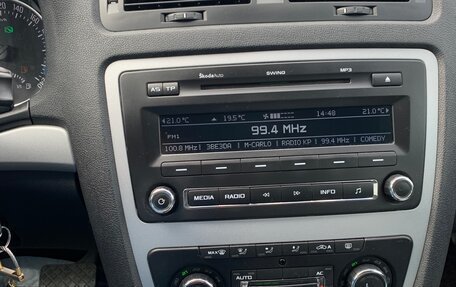 ŠkodaAuto SWING MP3
AS TP
21.0°C 19.5°C 14:48 21.0°C
FM1
99.4 MHz
100.8 MHz | ЗВЕЗДА | M-CARLO | RADIO KP | 99.4 MHz | COMEDY
MEDIA RADIO INFO
MAX A
AUTO AC